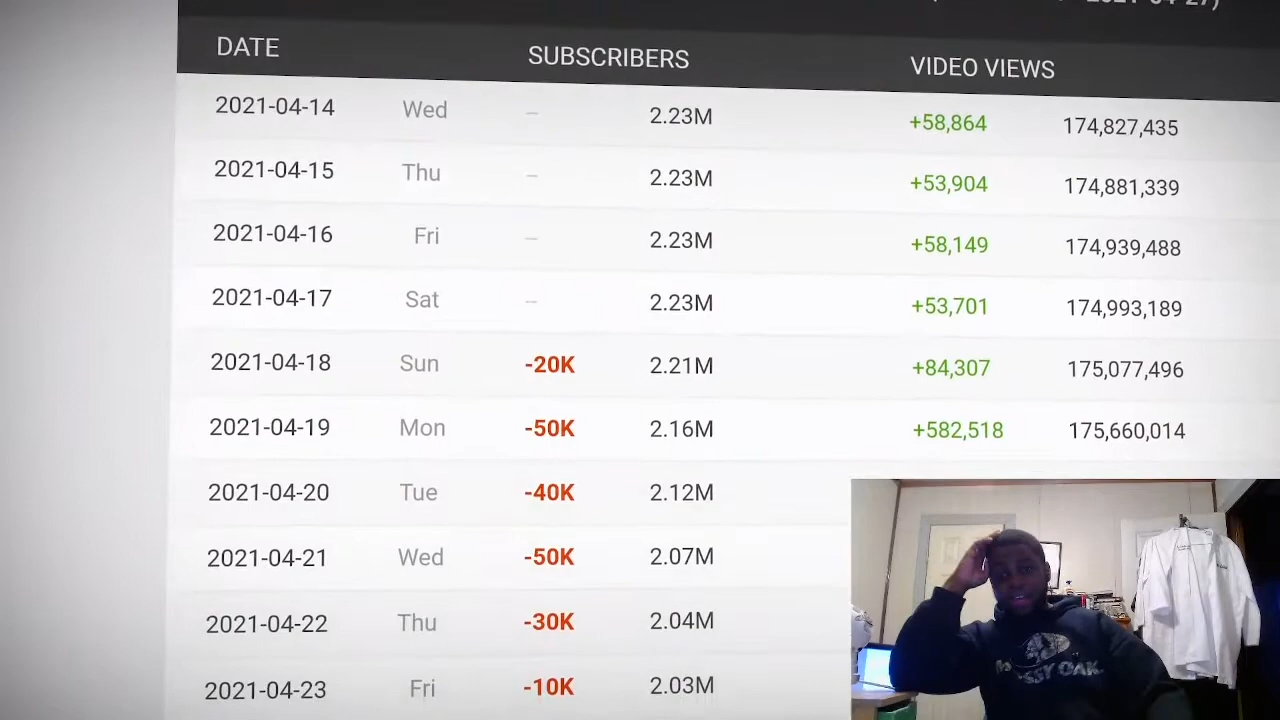 DATE SUBSCRIBERS VIDEO VIEWS
2021-04-14 Wed -- 2.23M +58,864 174,827,435
2021-04-15 Thu -- 2.23M +53,904 174,881,339
2021-04-16 Fri -- 2.23M +58,149 174,939,488
2021-04-17 Sat -- 2.23M +53,701 174,993,189
2021-04-18 Sun -20K 2.21M +84,307 175,077,496
2021-04-19 Mon -50K 2.16M +582,518 175,660,014
2021-04-20 Tue -40K 2.12M
2021-04-21 Wed -50K 2.07M
2021-04-22 Thu -30K 2.04M
2021-04-23 Fri -10K 2.03M
OAK